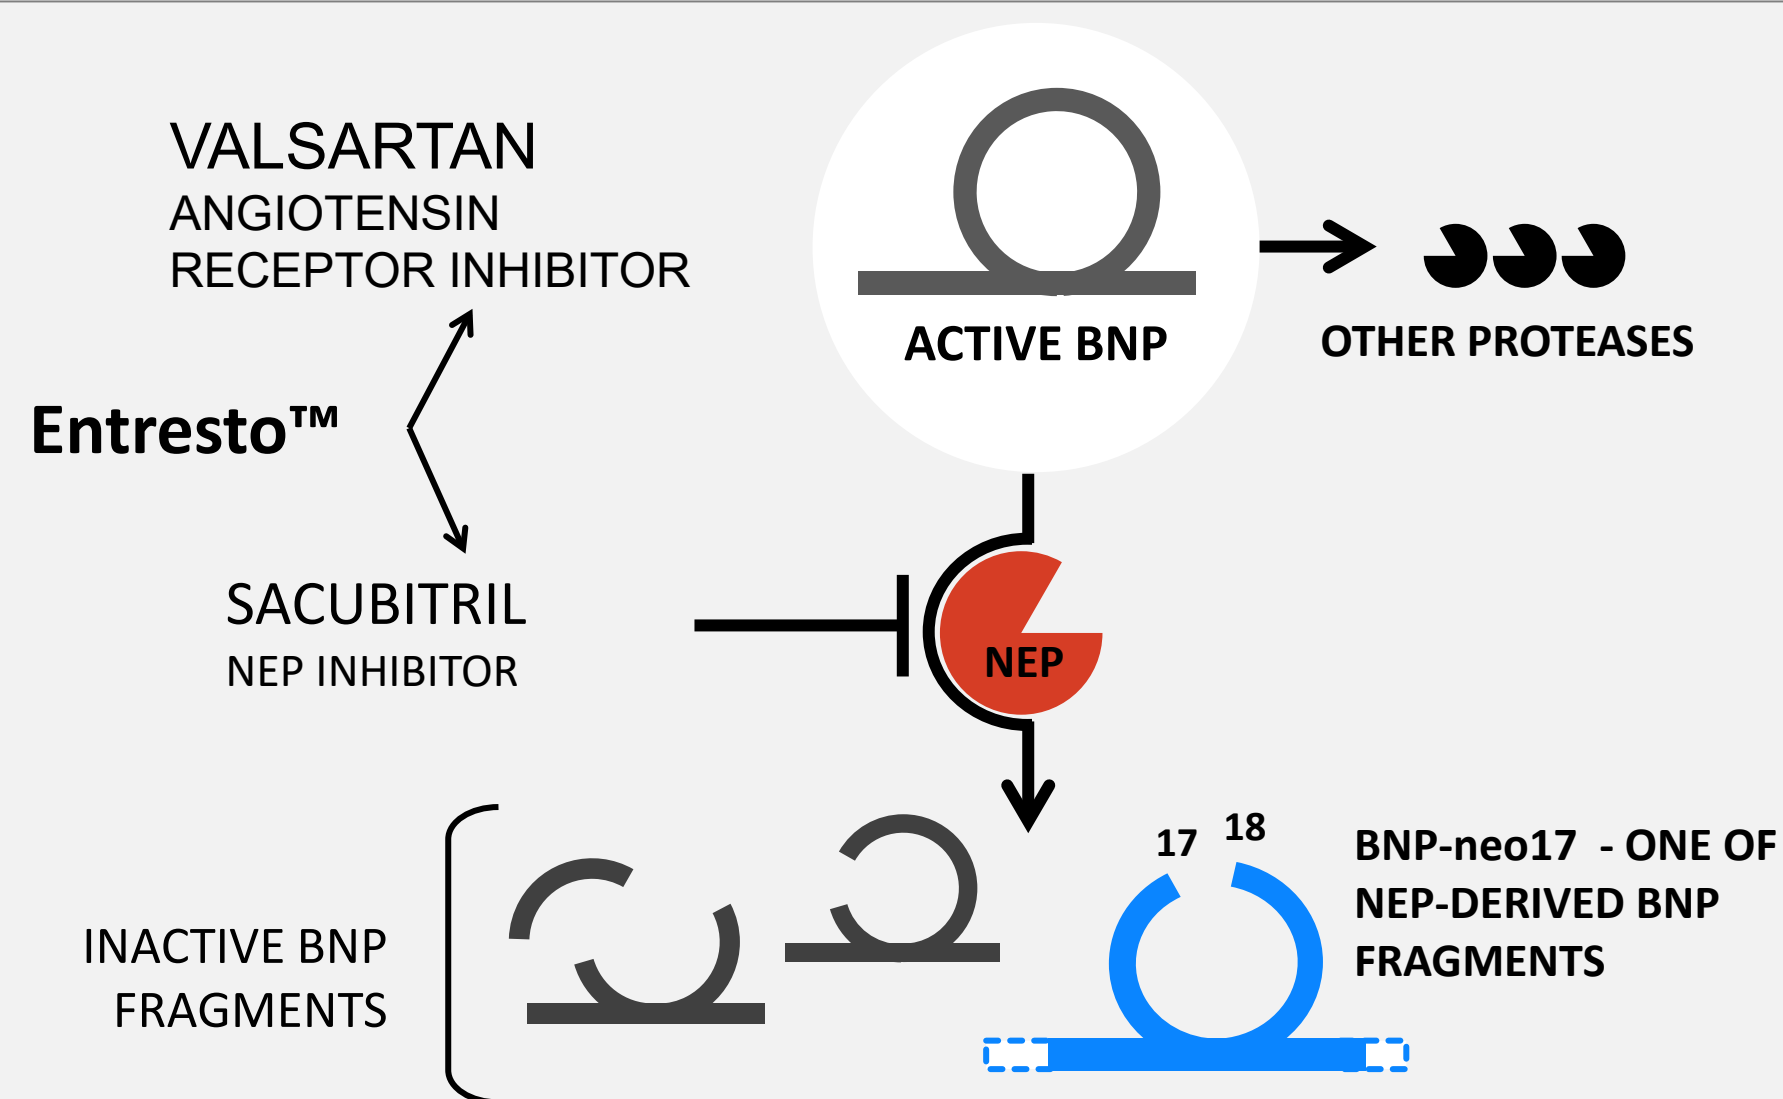 VALSARTAN
ANGIOTENSIN
RECEPTOR INHIBITOR
Entresto™
SACUBITRIL
NEP INHIBITOR
ACTIVE BNP
OTHER PROTEASES
NEP
INACTIVE BNP
FRAGMENTS
17 18
BNP-neo17 - ONE OF
NEP-DERIVED BNP
FRAGMENTS